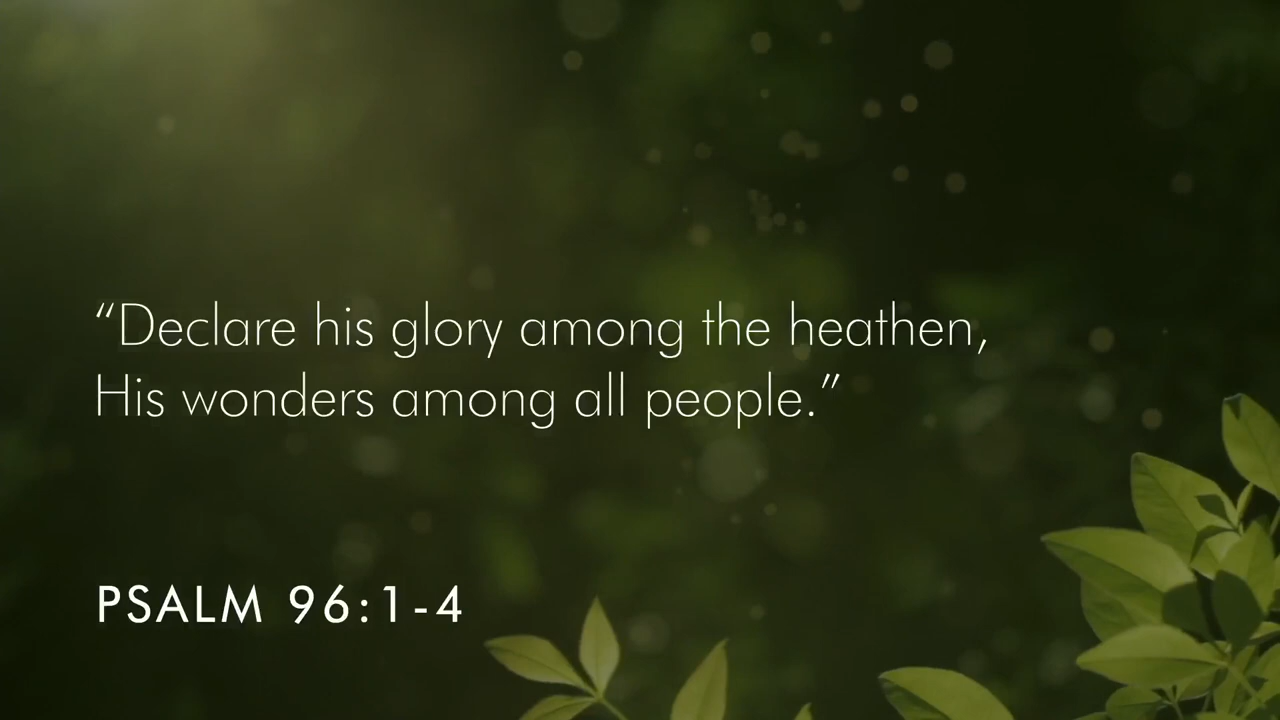 “Declare his glory among the heathen,
His wonders among all people.”
PSALM 96:1-4